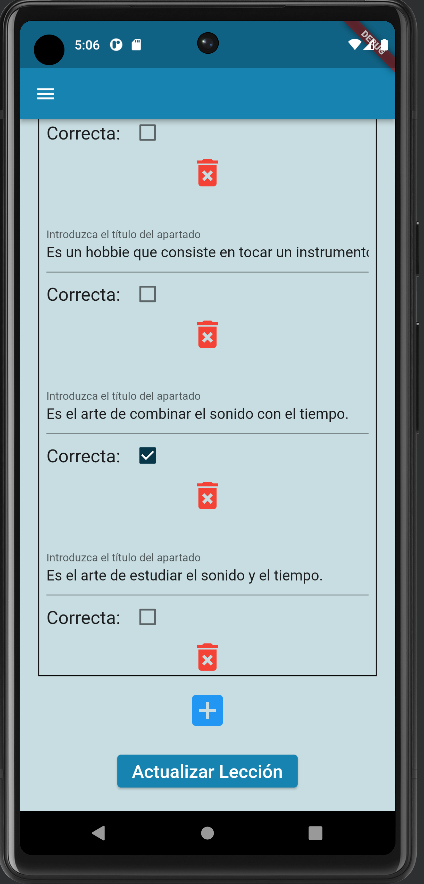 5:06
DEBUG
Correcta:
Introduzca el título del apartado
Es un hobbie que consiste en tocar un instrument
Correcta:
Introduzca el título del apartado
Es el arte de combinar el sonido con el tiempo.
Correcta:
Introduzca el título del apartado
Es el arte de estudiar el sonido y el tiempo.
Correcta:
Actualizar Lección